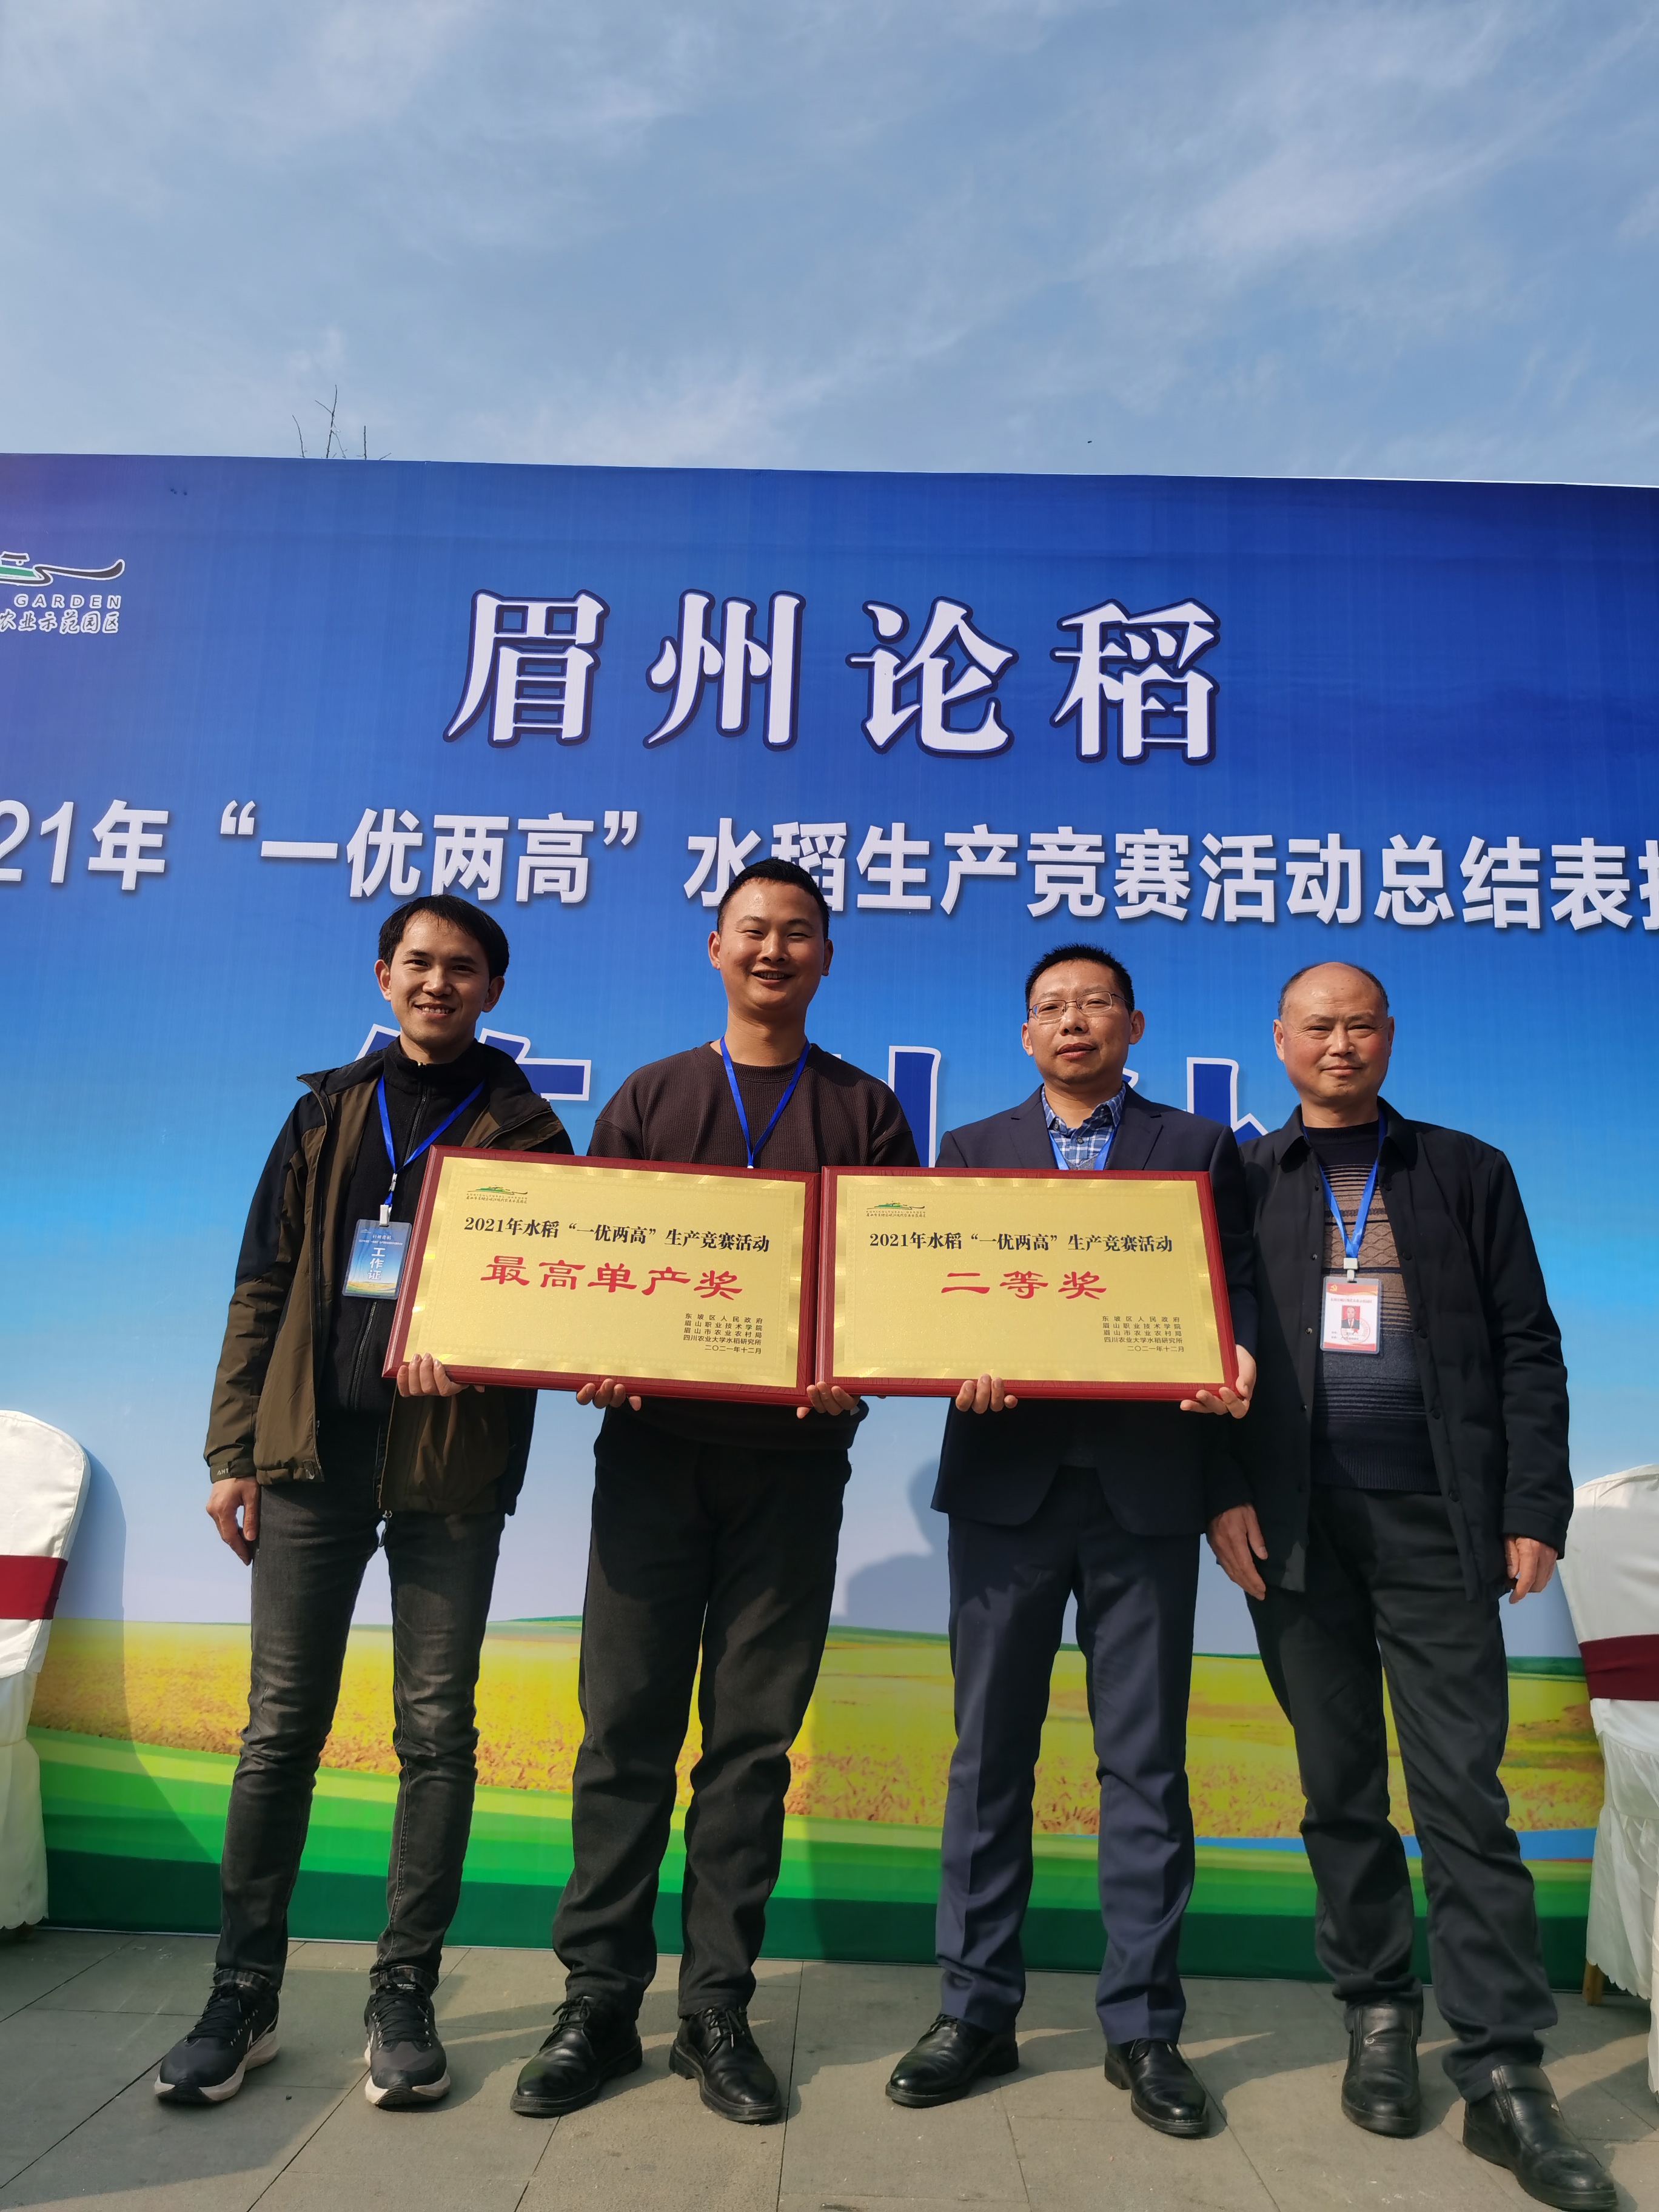 GARDEN
农业示范园区
眉州论稻
21年“一优两高”水稻生产竞赛活动总结表
工作证
2021年水稻“一优两高”生产竞赛活动
最高单产奖
东坡区人民政府
眉山职业技术学院
眉山市农业农村局
四川农业大学水稻研究所
二〇二一年十二月
2021年水稻“一优两高”生产竞赛活动
二等奖
东坡区人民政府
眉山职业技术学院
眉山市农业农村局
四川农业大学水稻研究所
二〇二一年十二月